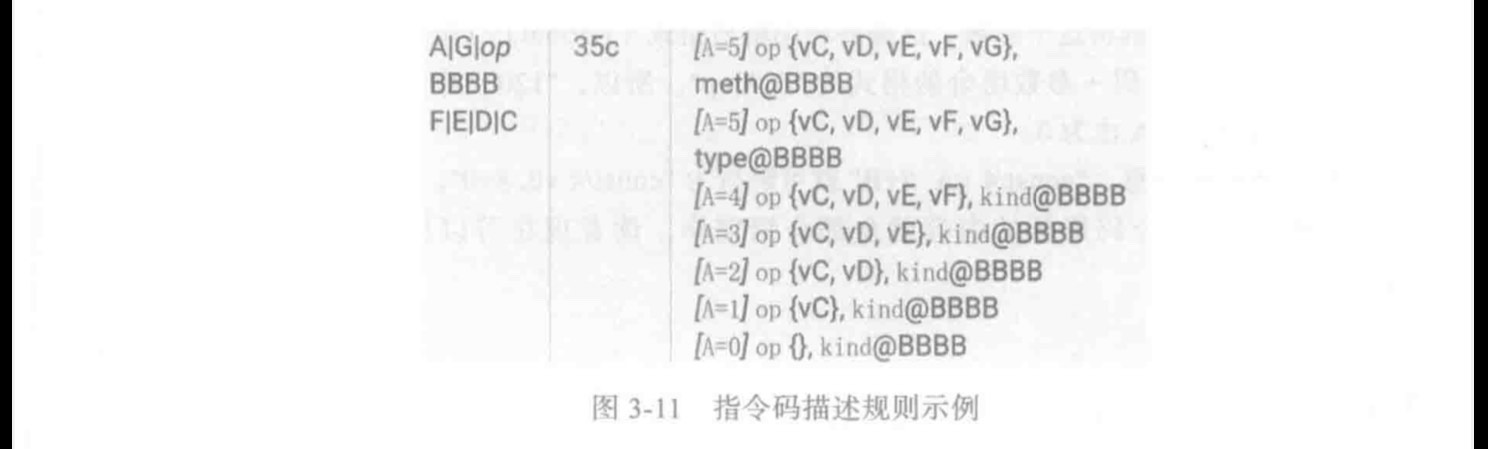 A|G|op 35c [A=5] op {vC, vD, vE, vF, vG},
BBBB meth@BBBB
F|E|D|C [A=5] op {vC, vD, vE, vF, vG},
type@BBBB
[A=4] op {vC, vD, vE, vF}, kind@BBBB
[A=3] op {vC, vD, vE}, kind@BBBB
[A=2] op {vC, vD}, kind@BBBB
[A=1] op {vC}, kind@BBBB
[A=0] op {}, kind@BBBB
图 3-11 指令码描述规则示例